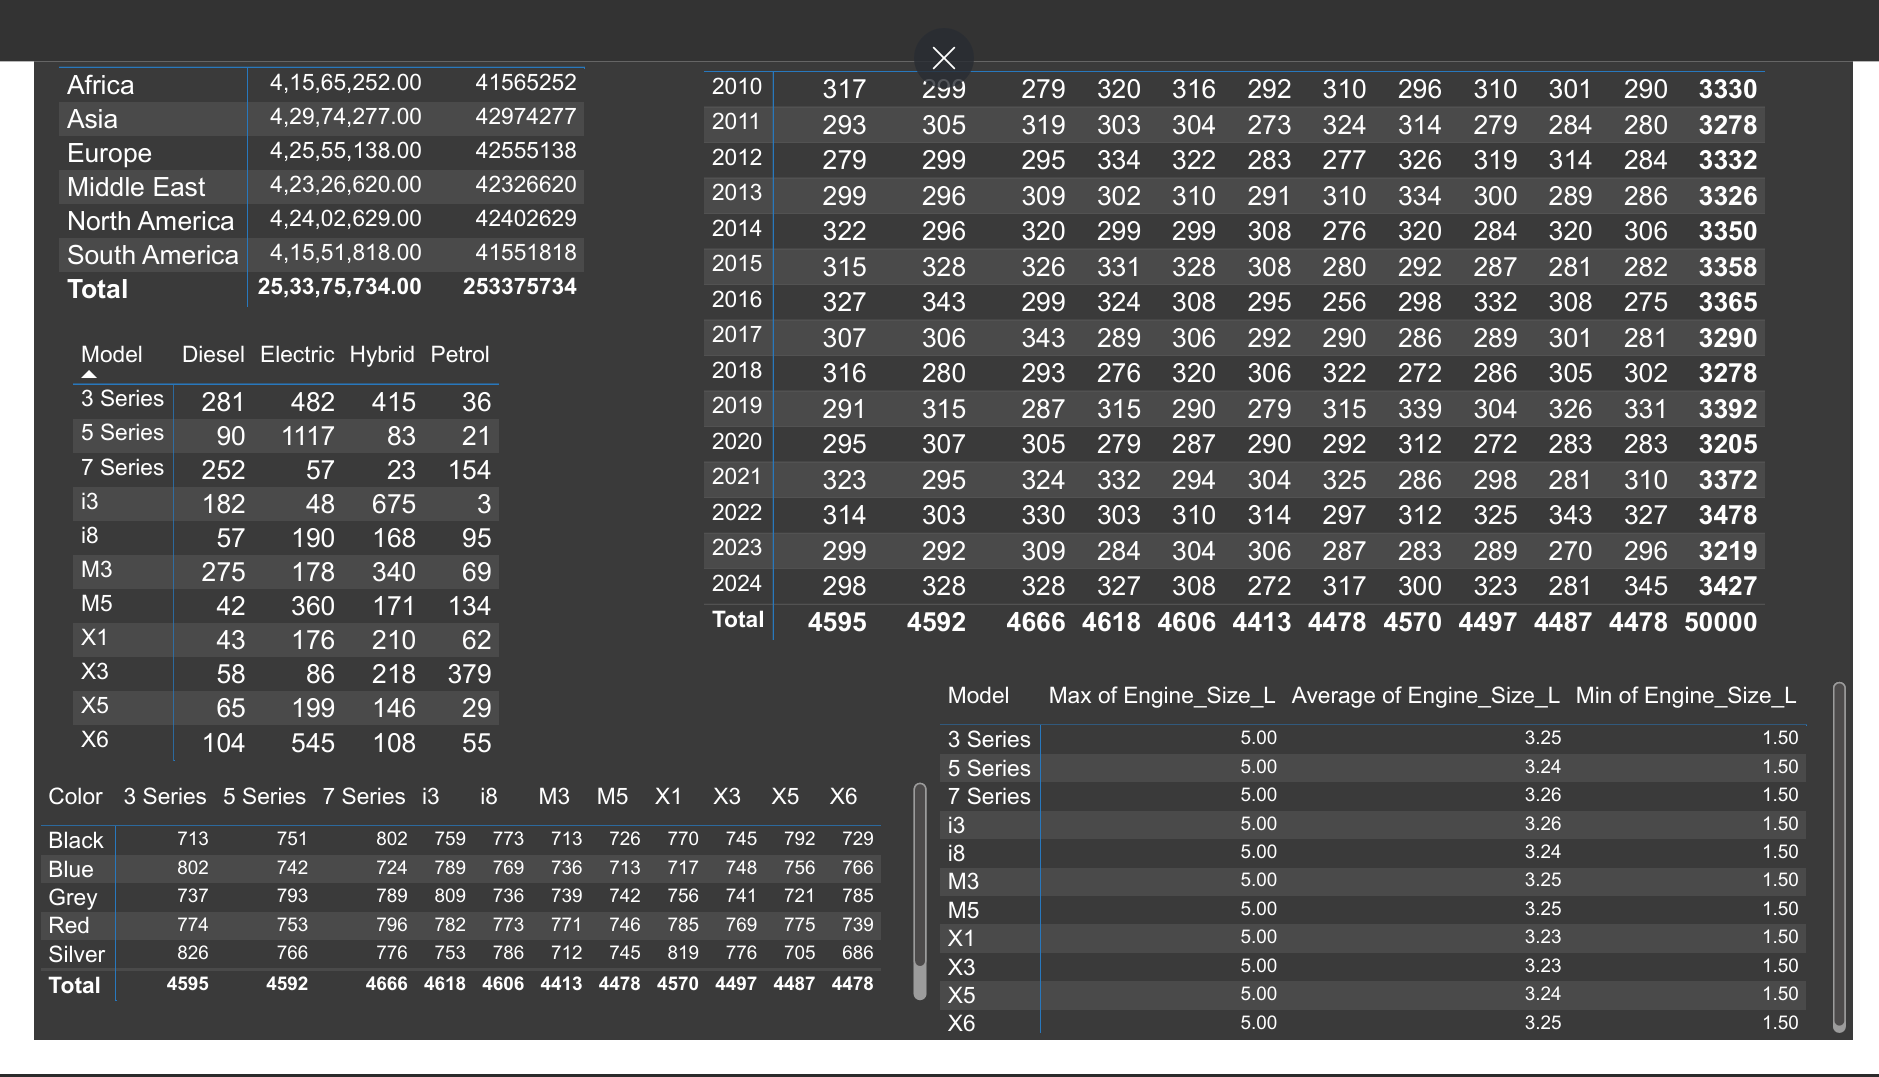 Africa 4,15,65,252.00 41565252
Asia 4,29,74,277.00 42974277
Europe 4,25,55,138.00 42555138
Middle East 4,23,26,620.00 42326620
North America 4,24,02,629.00 42402629
South America 4,15,51,818.00 41551818
Total 25,33,75,734.00 253375734
2010 317 299 279 320 316 292 310 296 310 301 290 3330
2011 293 305 319 303 304 273 324 314 279 284 280 3278
2012 279 299 295 334 322 283 277 326 319 314 284 3332
2013 299 296 309 302 310 291 310 334 300 289 286 3326
2014 322 296 320 299 299 308 276 320 284 320 306 3350
2015 315 328 326 331 328 308 280 292 287 281 282 3358
2016 327 343 299 324 308 295 256 298 332 308 275 3365
2017 307 306 343 289 306 292 290 286 289 301 281 3290
2018 316 280 293 276 320 306 322 272 286 305 302 3278
2019 291 315 287 315 290 279 315 339 304 326 331 3392
2020 295 307 305 279 287 290 292 312 272 283 283 3205
2021 323 295 324 332 294 304 325 286 298 281 310 3372
2022 314 303 330 303 310 314 297 312 325 343 327 3478
2023 299 292 309 284 304 306 287 283 289 270 296 3219
2024 298 328 328 327 308 272 317 300 323 281 345 3427
Total 4595 4592 4666 4618 4606 4413 4478 4570 4497 4487 4478 50000
Model Diesel Electric Hybrid Petrol
3 Series 281 482 415 36
5 Series 90 1117 83 21
7 Series 252 57 23 154
i3 182 48 675 3
i8 57 190 168 95
M3 275 178 340 69
M5 42 360 171 134
X1 43 176 210 62
X3 58 86 218 379
X5 65 199 146 29
X6 104 545 108 55
Color 3 Series 5 Series 7 Series i3 i8 M3 M5 X1 X3 X5 X6
Black 713 751 802 759 773 713 726 770 745 792 729
Blue 802 742 724 789 769 736 713 717 748 756 766
Grey 737 793 789 809 736 739 742 756 741 721 785
Red 774 753 796 782 773 771 746 785 769 775 739
Silver 826 766 776 753 786 712 745 819 776 705 686
Total 4595 4592 4666 4618 4606 4413 4478 4570 4497 4487 4478
Model Max of Engine_Size_L Average of Engine_Size_L Min of Engine_Size_L
3 Series 5.00 3.25 1.50
5 Series 5.00 3.24 1.50
7 Series 5.00 3.26 1.50
i3 5.00 3.26 1.50
i8 5.00 3.24 1.50
M3 5.00 3.25 1.50
M5 5.00 3.25 1.50
X1 5.00 3.23 1.50
X3 5.00 3.23 1.50
X5 5.00 3.24 1.50
X6 5.00 3.25 1.50